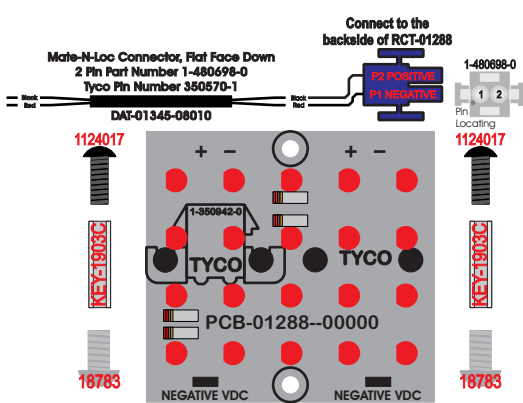 Connect to the
backside of RCT-01288
Mate-N-Loc Connector, Flat Face Down
2 Pin Part Number 1-480698-0
Tyco Pin Number 350570-1
DAT-01345-08010
Black
Red
Black
Red
P2 POSITIVE
P1 NEGATIVE
1-480698-0
1 2
Pin
Locating
1124017
1124017
+ −
+ −
1-350942-0
TYCO
TYCO
KEY-1903C
KEY-1903C
PCB-01288--00000
18783
18783
NEGATIVE VDC
NEGATIVE VDC